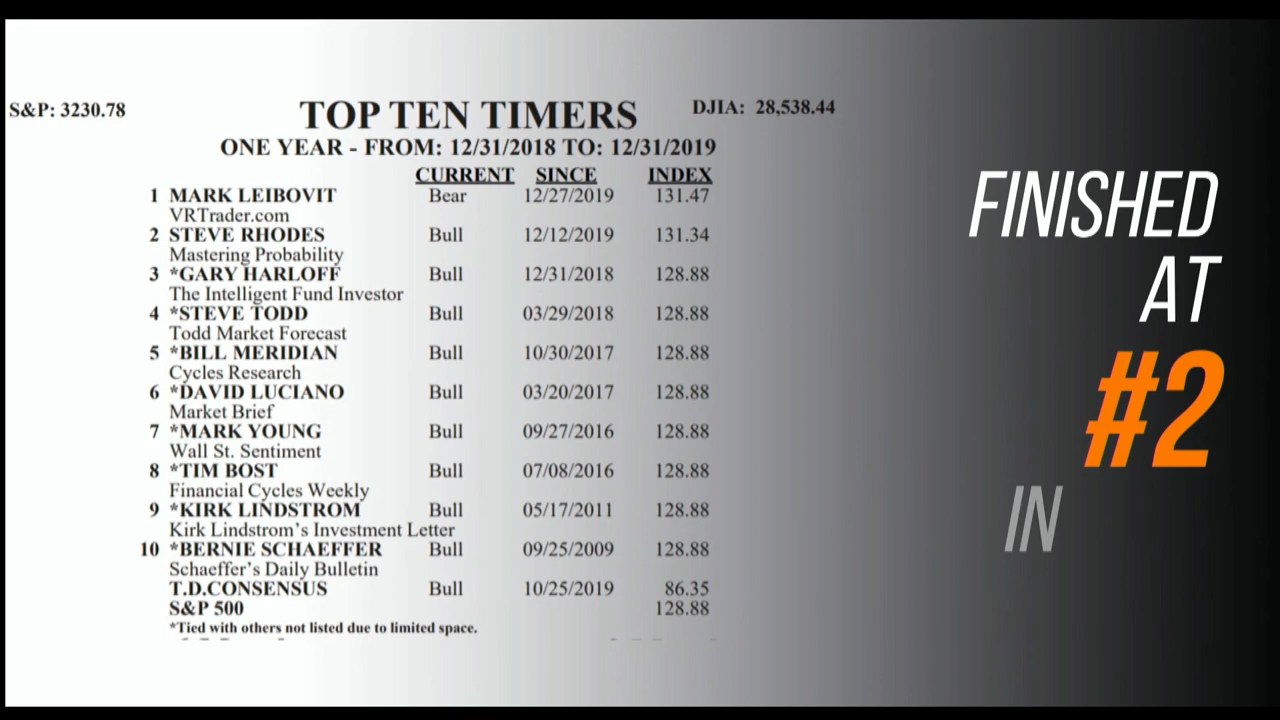 S&P: 3230.78
TOP TEN TIMERS
DJIA: 28,538.44
ONE YEAR - FROM: 12/31/2018 TO: 12/31/2019
CURRENT SINCE INDEX
1 MARK LEIBOVIT Bear 12/27/2019 131.47
VRTrader.com
2 STEVE RHODES Bull 12/12/2019 131.34
Mastering Probability
3 *GARY HARLOFF Bull 12/31/2018 128.88
The Intelligent Fund Investor
4 *STEVE TODD Bull 03/29/2018 128.88
Todd Market Forecast
5 *BILL MERIDIAN Bull 10/30/2017 128.88
Cycles Research
6 *DAVID LUCIANO Bull 03/20/2017 128.88
Market Brief
7 *MARK YOUNG Bull 09/27/2016 128.88
Wall St. Sentiment
8 *TIM BOST Bull 07/08/2016 128.88
Financial Cycles Weekly
9 *KIRK LINDSTROM Bull 05/17/2011 128.88
Kirk Lindstrom's Investment Letter
10 *BERNIE SCHAEFFER Bull 09/25/2009 128.88
Schaeffer's Daily Bulletin
T.D.CONSENSUS Bull 10/25/2019 86.35
S&P 500 128.88
*Tied with others not listed due to limited space.
FINISHED
AT
#2
IN